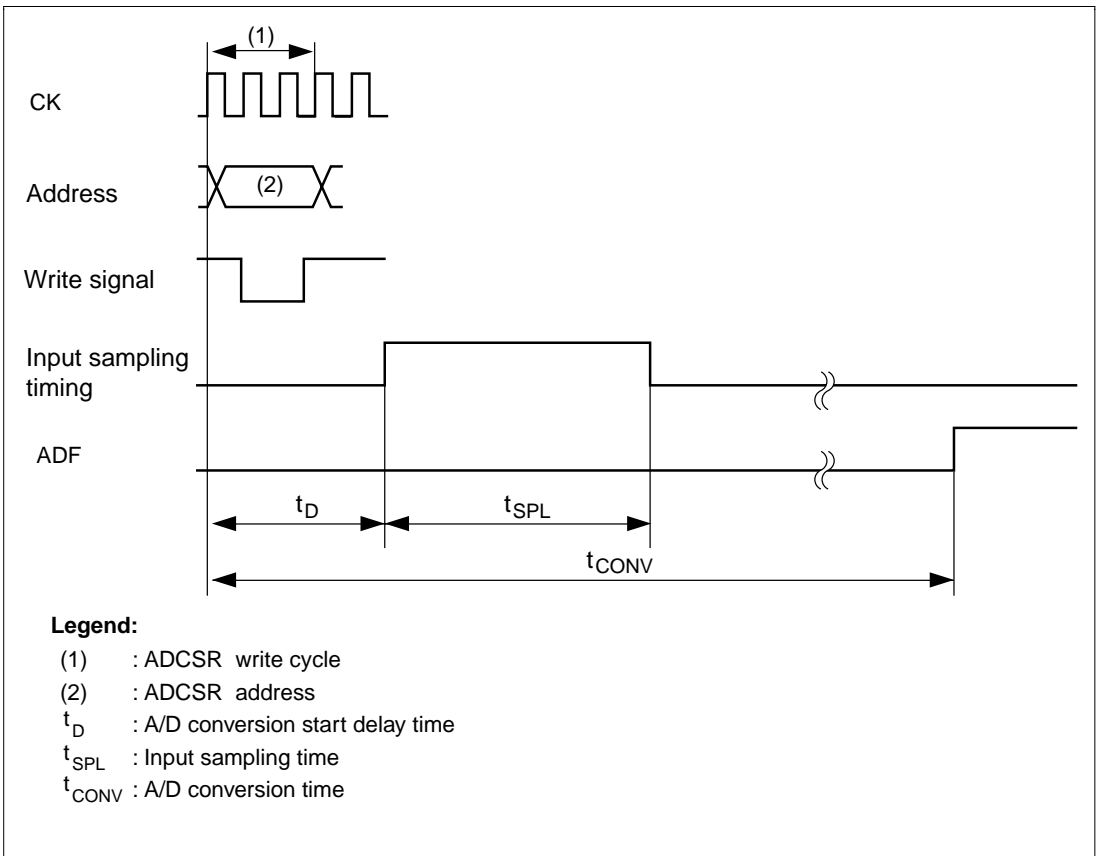 (1)
CK
Address
(2)
Write signal
Input sampling
timing
ADF
tD
tSPL
tCONV
Legend:
(1) : ADCSR write cycle
(2) : ADCSR address
tD : A/D conversion start delay time
tSPL : Input sampling time
tCONV : A/D conversion time